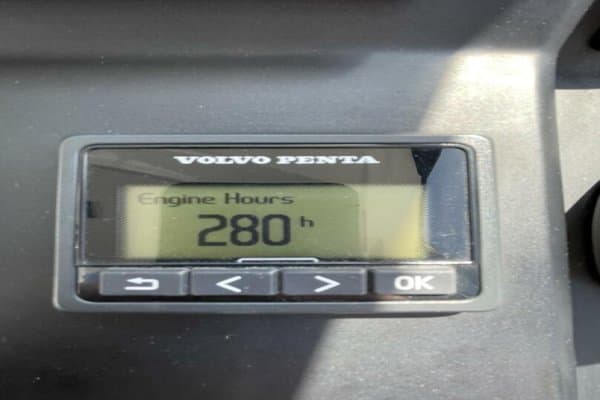 VOLVO PENTA
Engine Hours
280 h
< > OK